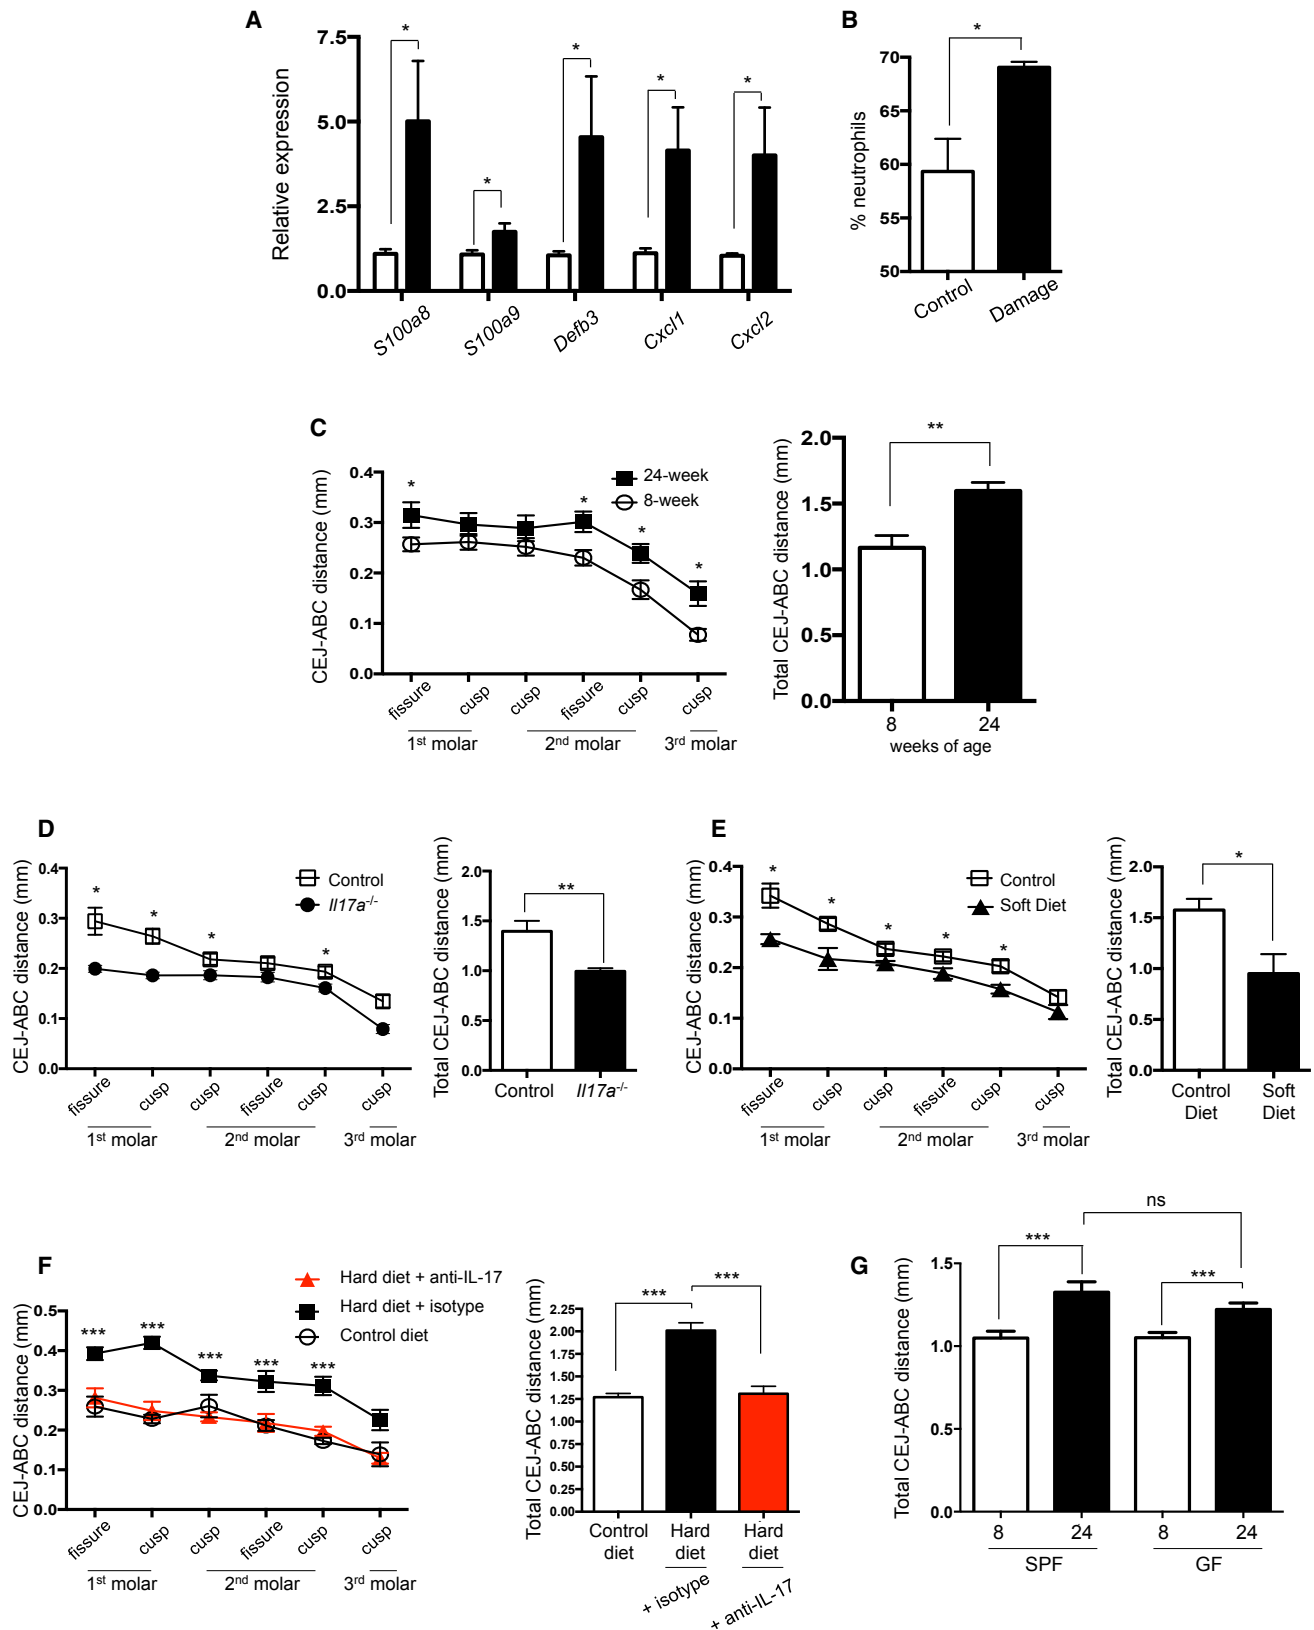 A
Relative expression
7.5
5.0
2.5
0.0
*
*
*
*
*
S100a8
S100a9
Defb3
Cxcl1
Cxcl2
B
% neutrophils
70
65
60
55
50
*
Control
Damage
C
CEJ-ABC distance (mm)
0.4
0.3
0.2
0.1
0.0
24-week
8-week
*
*
*
*
fissure
cusp
cusp
fissure
cusp
cusp
1st molar
2nd molar
3rd molar
Total CEJ-ABC distance (mm)
2.0
1.5
1.0
0.5
0.0
**
8
24
weeks of age
D
CEJ-ABC distance (mm)
0.4
0.3
0.2
0.1
0.0
Control
Il17a-/-
*
*
*
*
fissure
cusp
cusp
fissure
cusp
cusp
1st molar
2nd molar
3rd molar
Total CEJ-ABC distance (mm)
2.0
1.5
1.0
0.5
0.0
**
Control
Il17a-/-
E
CEJ-ABC distance (mm)
0.4
0.3
0.2
0.1
0.0
Control
Soft Diet
*
*
*
*
*
fissure
cusp
cusp
fissure
cusp
cusp
1st molar
2nd molar
3rd molar
Total CEJ-ABC distance (mm)
2.0
1.5
1.0
0.5
0.0
*
Control
Diet
Soft
Diet
F
CEJ-ABC distance (mm)
0.5
0.4
0.3
0.2
0.1
0.0
Hard diet + anti-IL-17
Hard diet + isotype
Control diet
***
***
***
***
***
fissure
cusp
cusp
fissure
cusp
cusp
1st molar
2nd molar
3rd molar
Total CEJ-ABC distance (mm)
2.25
2.00
1.75
1.50
1.25
1.00
0.75
0.50
0.25
0.00
***
***
Control
diet
Hard
diet
+ isotype
Hard
diet
+ anti-IL-17
G
Total CEJ-ABC distance (mm)
1.5
1.0
0.5
0.0
***
ns
***
8
24
8
24
SPF
GF